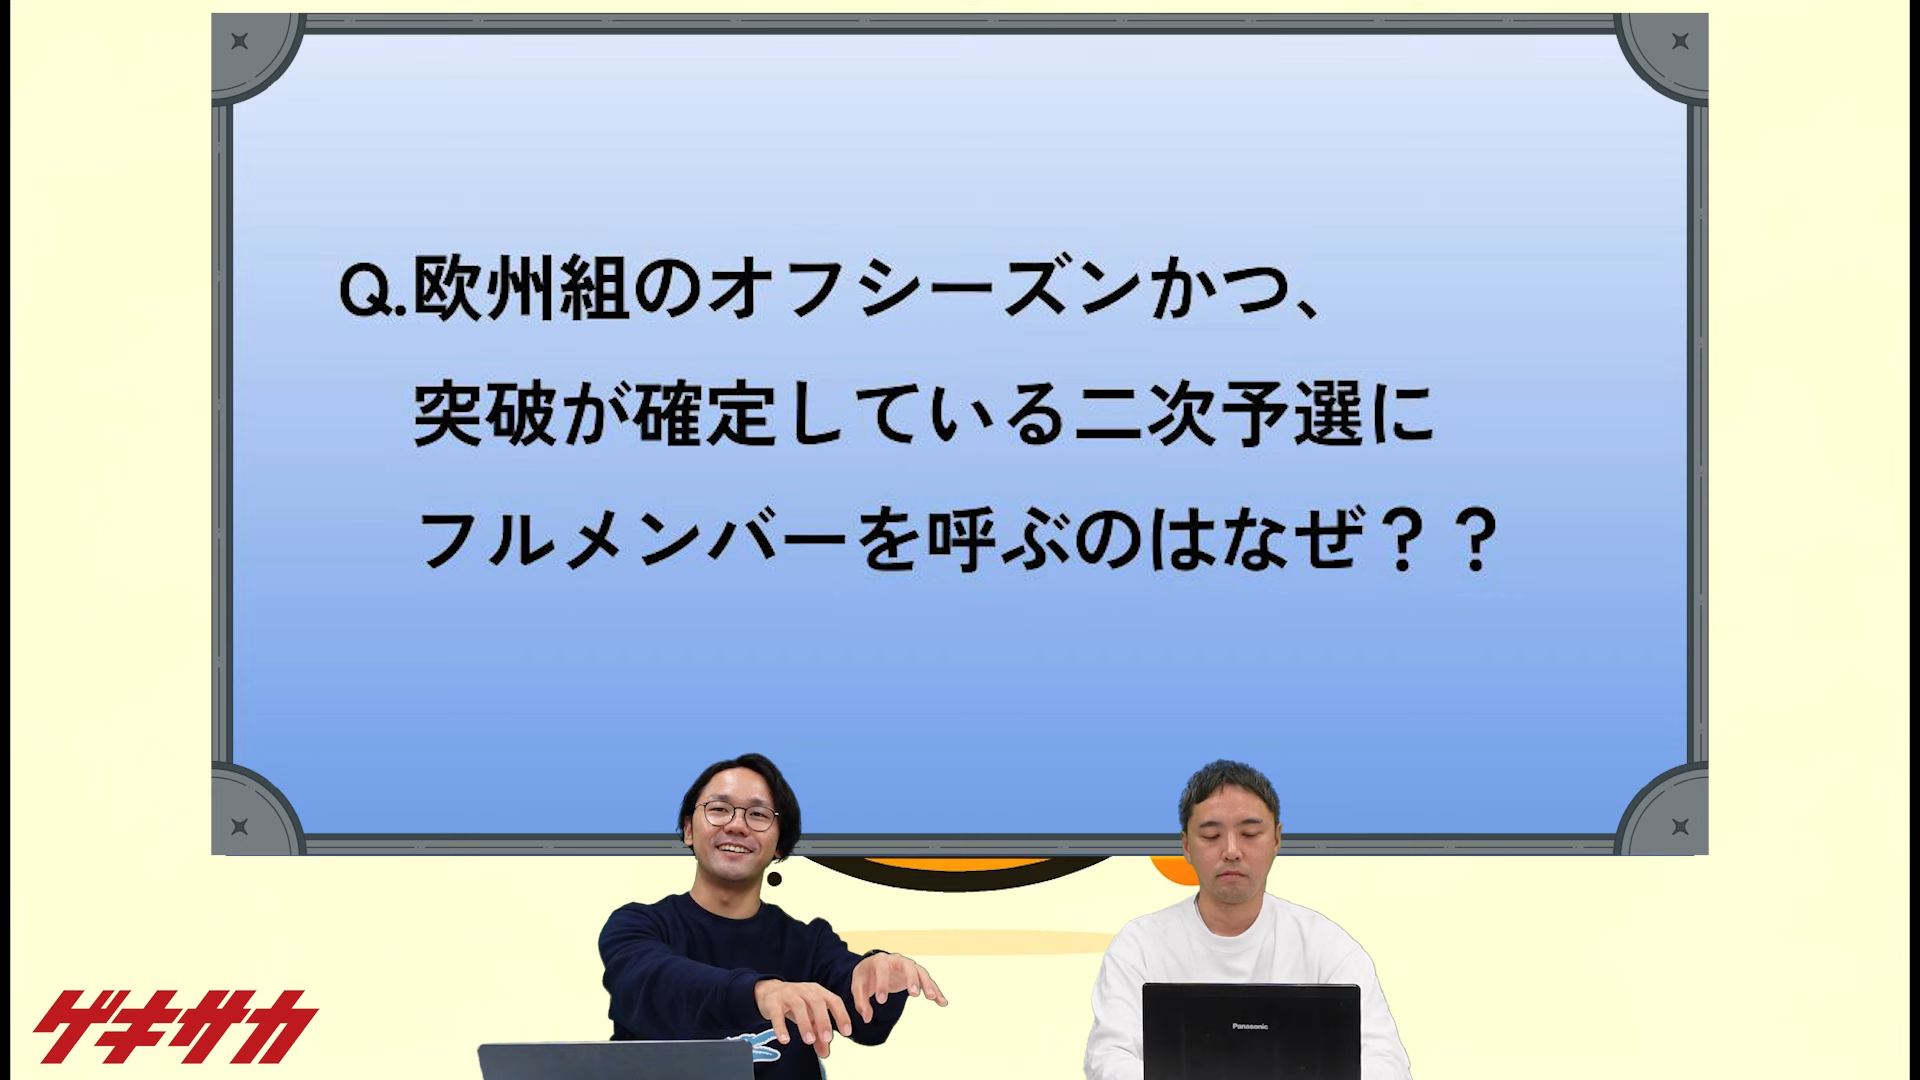 Q.欧州組のオフシーズンかつ、
突破が確定している二次予選に
フルメンバーを呼ぶのはなぜ？？
Panasonic
ゲキサカ